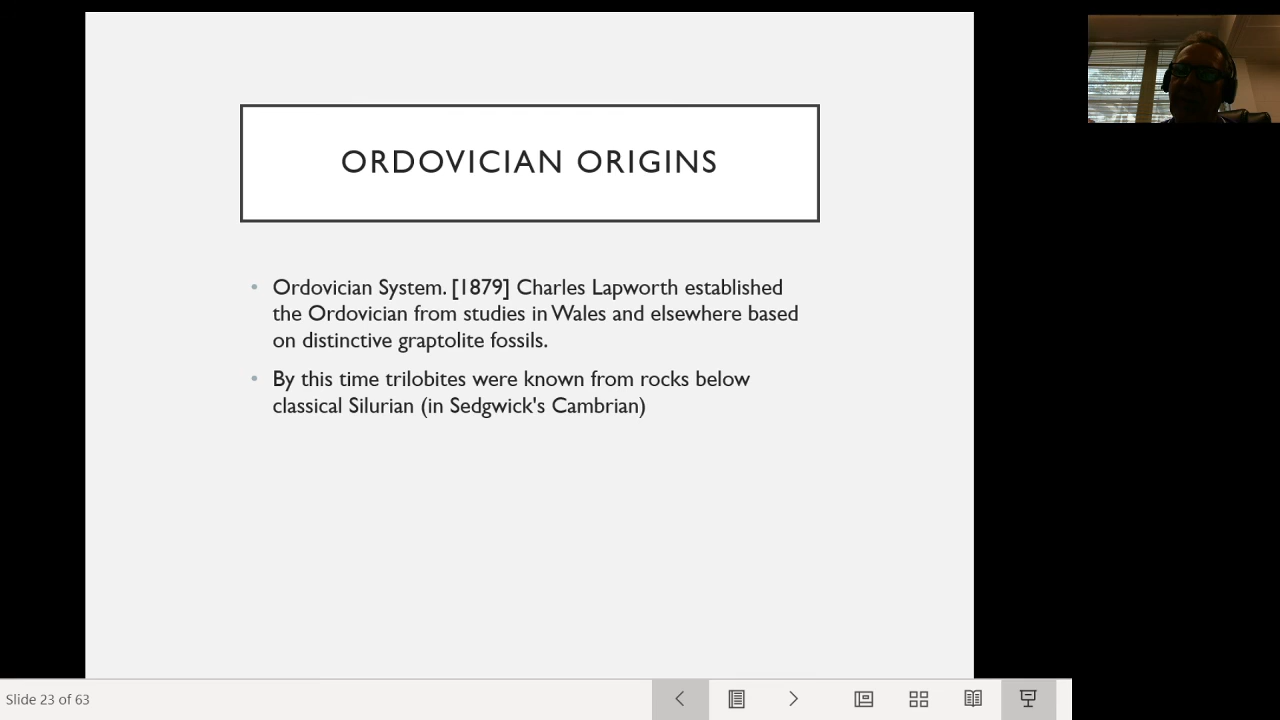 ORDOVICIAN ORIGINS
• Ordovician System. [1879] Charles Lapworth established
the Ordovician from studies in Wales and elsewhere based
on distinctive graptolite fossils.
• By this time trilobites were known from rocks below
classical Silurian (in Sedgwick's Cambrian)
Slide 23 of 63